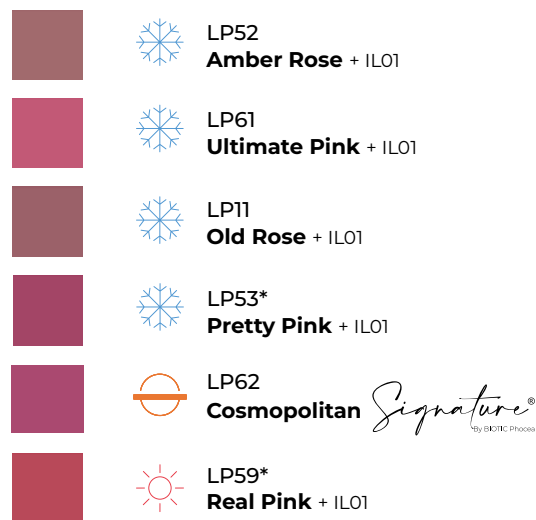 LP52
Amber Rose + IL01
LP61
Ultimate Pink + IL01
LP11
Old Rose + IL01
LP53*
Pretty Pink + IL01
LP62
Cosmopolitan Signature®
By BIOTIC Phocea
LP59*
Real Pink + IL01